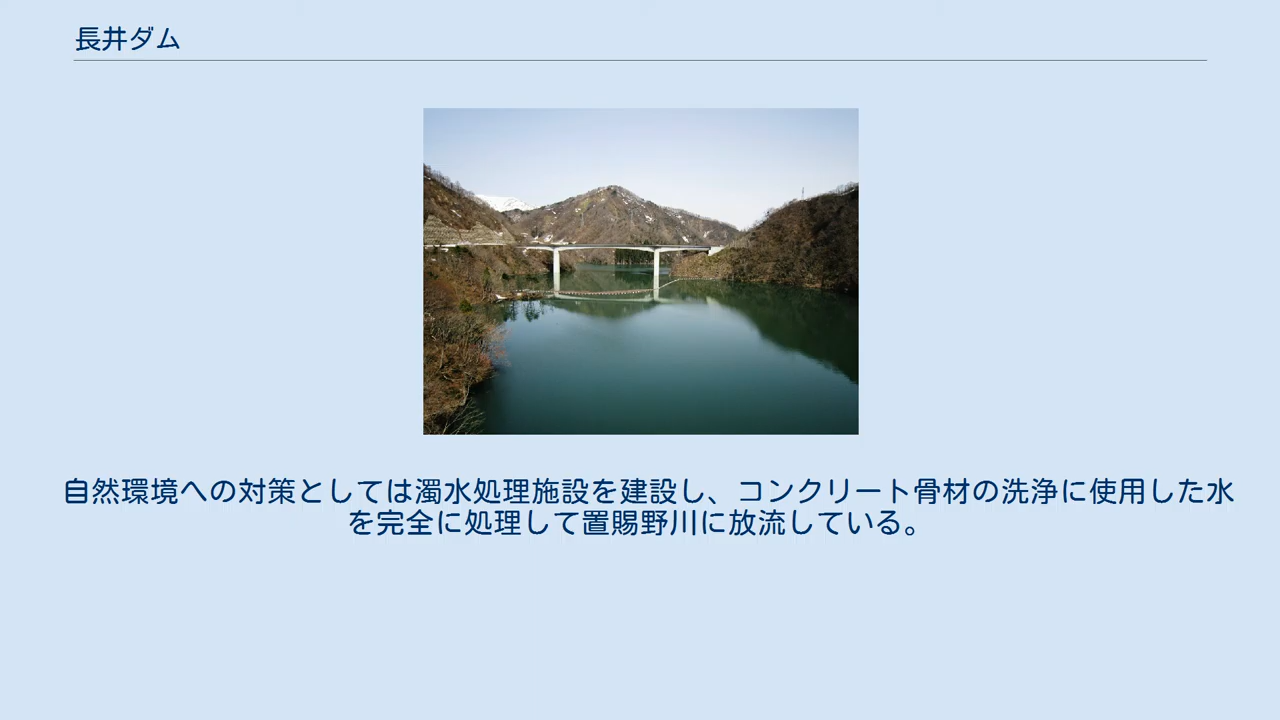 長井ダム
自然環境への対策としては濁水処理施設を建設し、コンクリート骨材の洗浄に使用した水
を完全に処理して置賜野川に放流している。